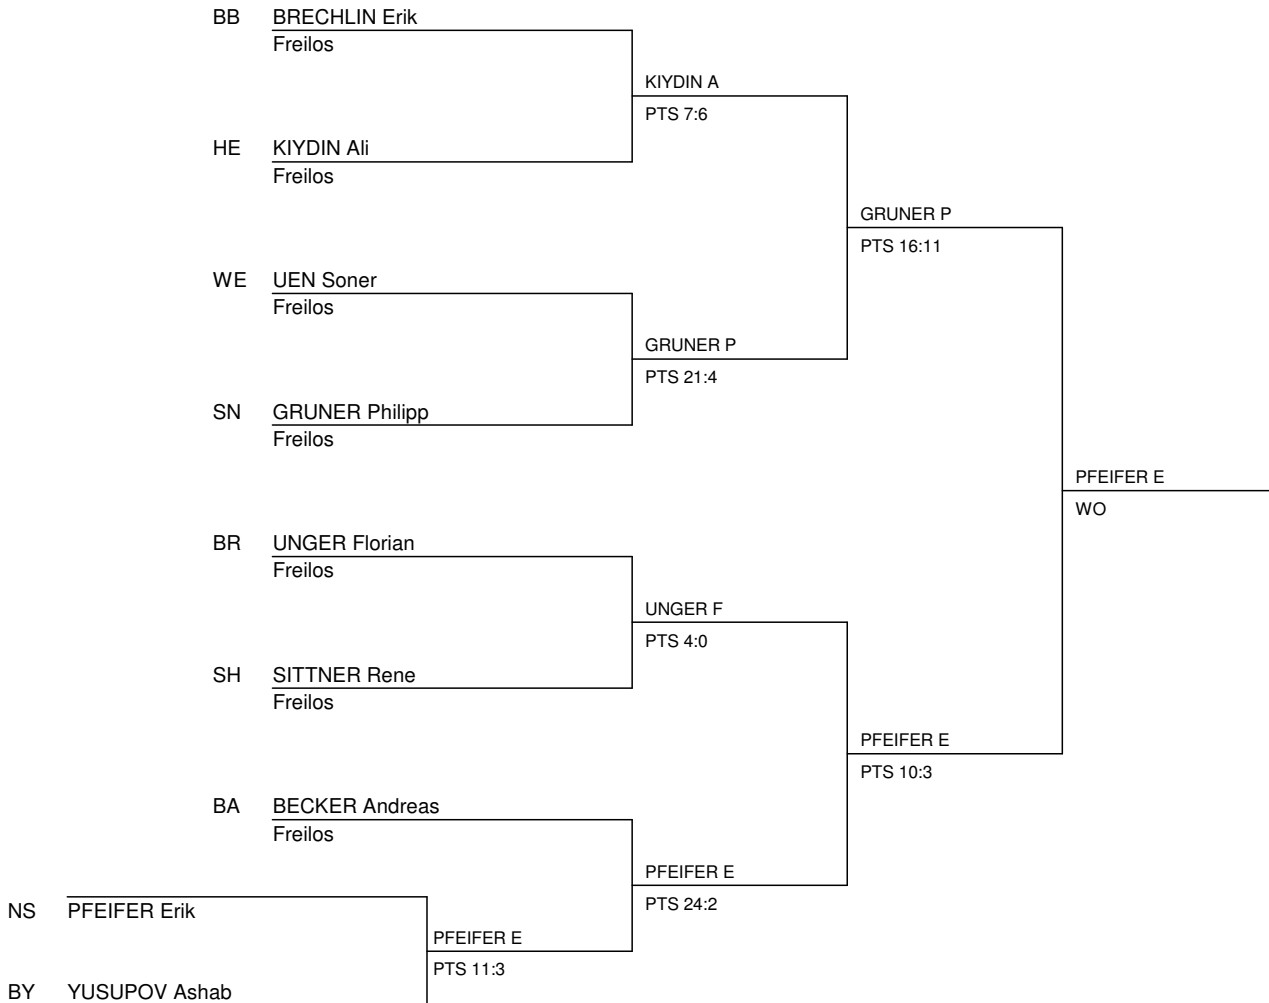 BB BRECHLIN Erik
Freilos
KIYDIN A
PTS 7:6
HE KIYDIN Ali
Freilos
GRUNER P
PTS 16:11
WE UEN Soner
Freilos
GRUNER P
PTS 21:4
SN GRUNER Philipp
Freilos
PFEIFER E
WO
BR UNGER Florian
Freilos
UNGER F
PTS 4:0
SH SITTNER Rene
Freilos
PFEIFER E
PTS 10:3
BA BECKER Andreas
Freilos
PFEIFER E
PTS 24:2
NS PFEIFER Erik
PFEIFER E
PTS 11:3
BY YUSUPOV Ashab